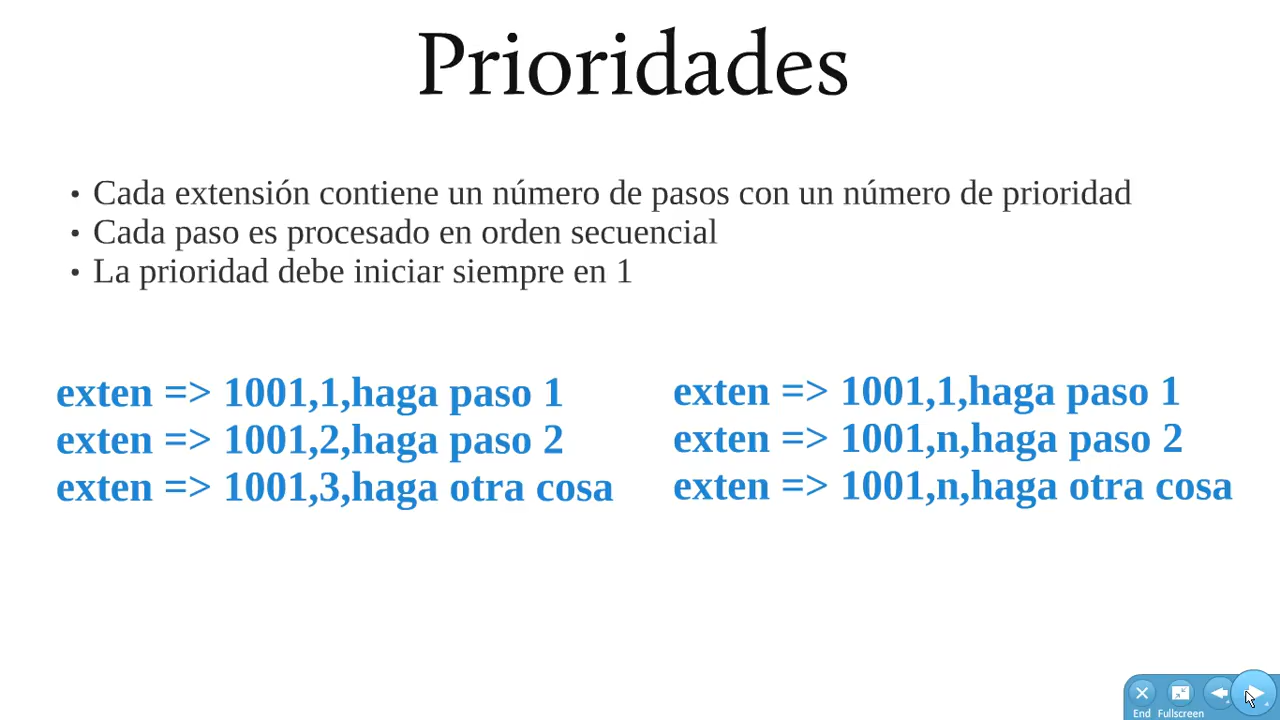 Prioridades
• Cada extensión contiene un número de pasos con un número de prioridad
• Cada paso es procesado en orden secuencial
• La prioridad debe iniciar siempre en 1
exten => 1001,1,haga paso 1
exten => 1001,2,haga paso 2
exten => 1001,3,haga otra cosa
exten => 1001,1,haga paso 1
exten => 1001,n,haga paso 2
exten => 1001,n,haga otra cosa
End Fullscreen